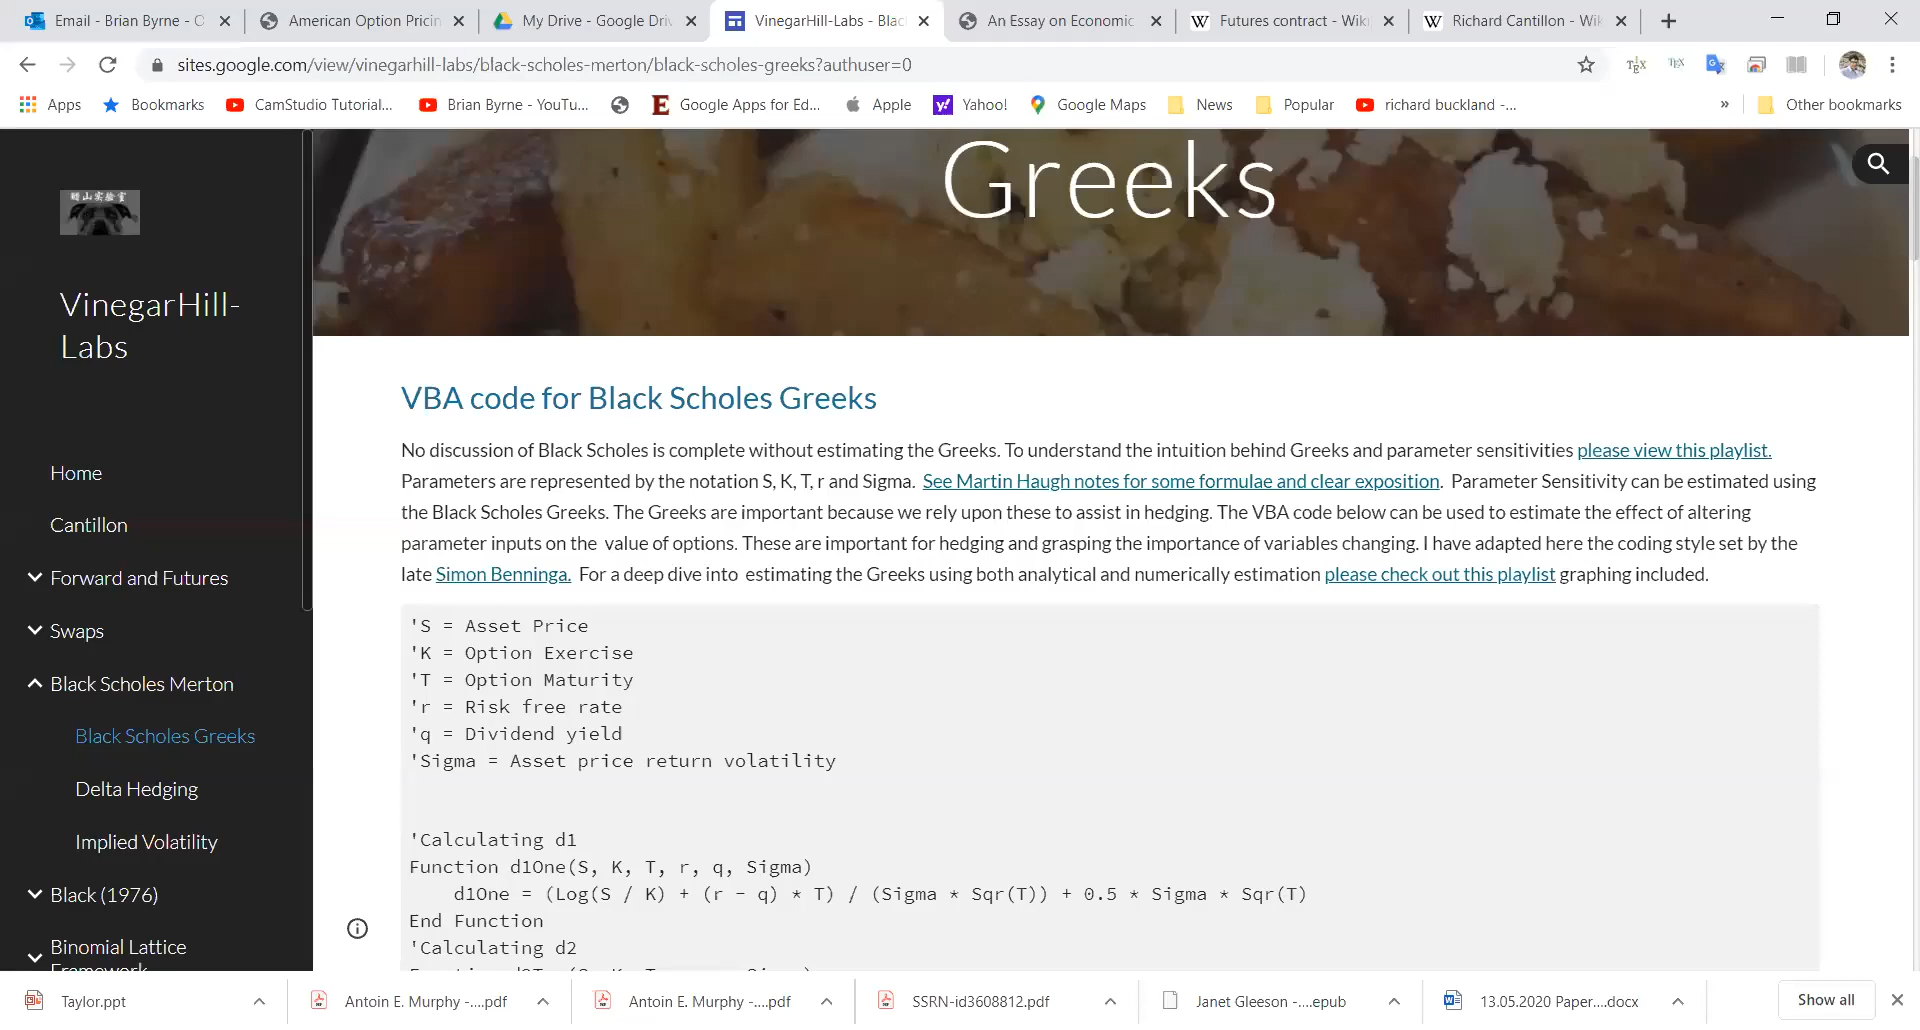 Email - Brian Byrne - O
American Option Pricin
My Drive - Google Driv
VinegarHill-Labs - Blac
An Essay on Economic
Futures contract - Wiki
Richard Cantillon - Wik
sites.google.com/view/vinegarhill-labs/black-scholes-merton/black-scholes-greeks?authuser=0
Apps
Bookmarks
CamStudio Tutorial...
Brian Byrne - YouTu...
Google Apps for Ed...
Apple
Yahoo!
Google Maps
News
Popular
richard buckland -...
»
Other bookmarks
VinegarHill-
Labs
Home
Cantillon
Forward and Futures
Swaps
Black Scholes Merton
Black Scholes Greeks
Delta Hedging
Implied Volatility
Black (1976)
Binomial Lattice
Framework
Greeks
VBA code for Black Scholes Greeks
No discussion of Black Scholes is complete without estimating the Greeks. To understand the intuition behind Greeks and parameter sensitivities please view this playlist.
Parameters are represented by the notation S, K, T, r and Sigma. See Martin Haugh notes for some formulae and clear exposition. Parameter Sensitivity can be estimated using
the Black Scholes Greeks. The Greeks are important because we rely upon these to assist in hedging. The VBA code below can be used to estimate the effect of altering
parameter inputs on the value of options. These are important for hedging and grasping the importance of variables changing. I have adapted here the coding style set by the
late Simon Benninga. For a deep dive into estimating the Greeks using both analytical and numerically estimation please check out this playlist graphing included.
'S = Asset Price
'K = Option Exercise
'T = Option Maturity
'r = Risk free rate
'q = Dividend yield
'Sigma = Asset price return volatility
'Calculating d1
Function d1One(S, K, T, r, q, Sigma)
d1One = (Log(S / K) + (r - q) * T) / (Sigma * Sqr(T)) + 0.5 * Sigma * Sqr(T)
End Function
'Calculating d2
Taylor.ppt
Antoin E. Murphy -....pdf
Antoin E. Murphy -....pdf
SSRN-id3608812.pdf
Janet Gleeson -....epub
13.05.2020 Paper....docx
Show all